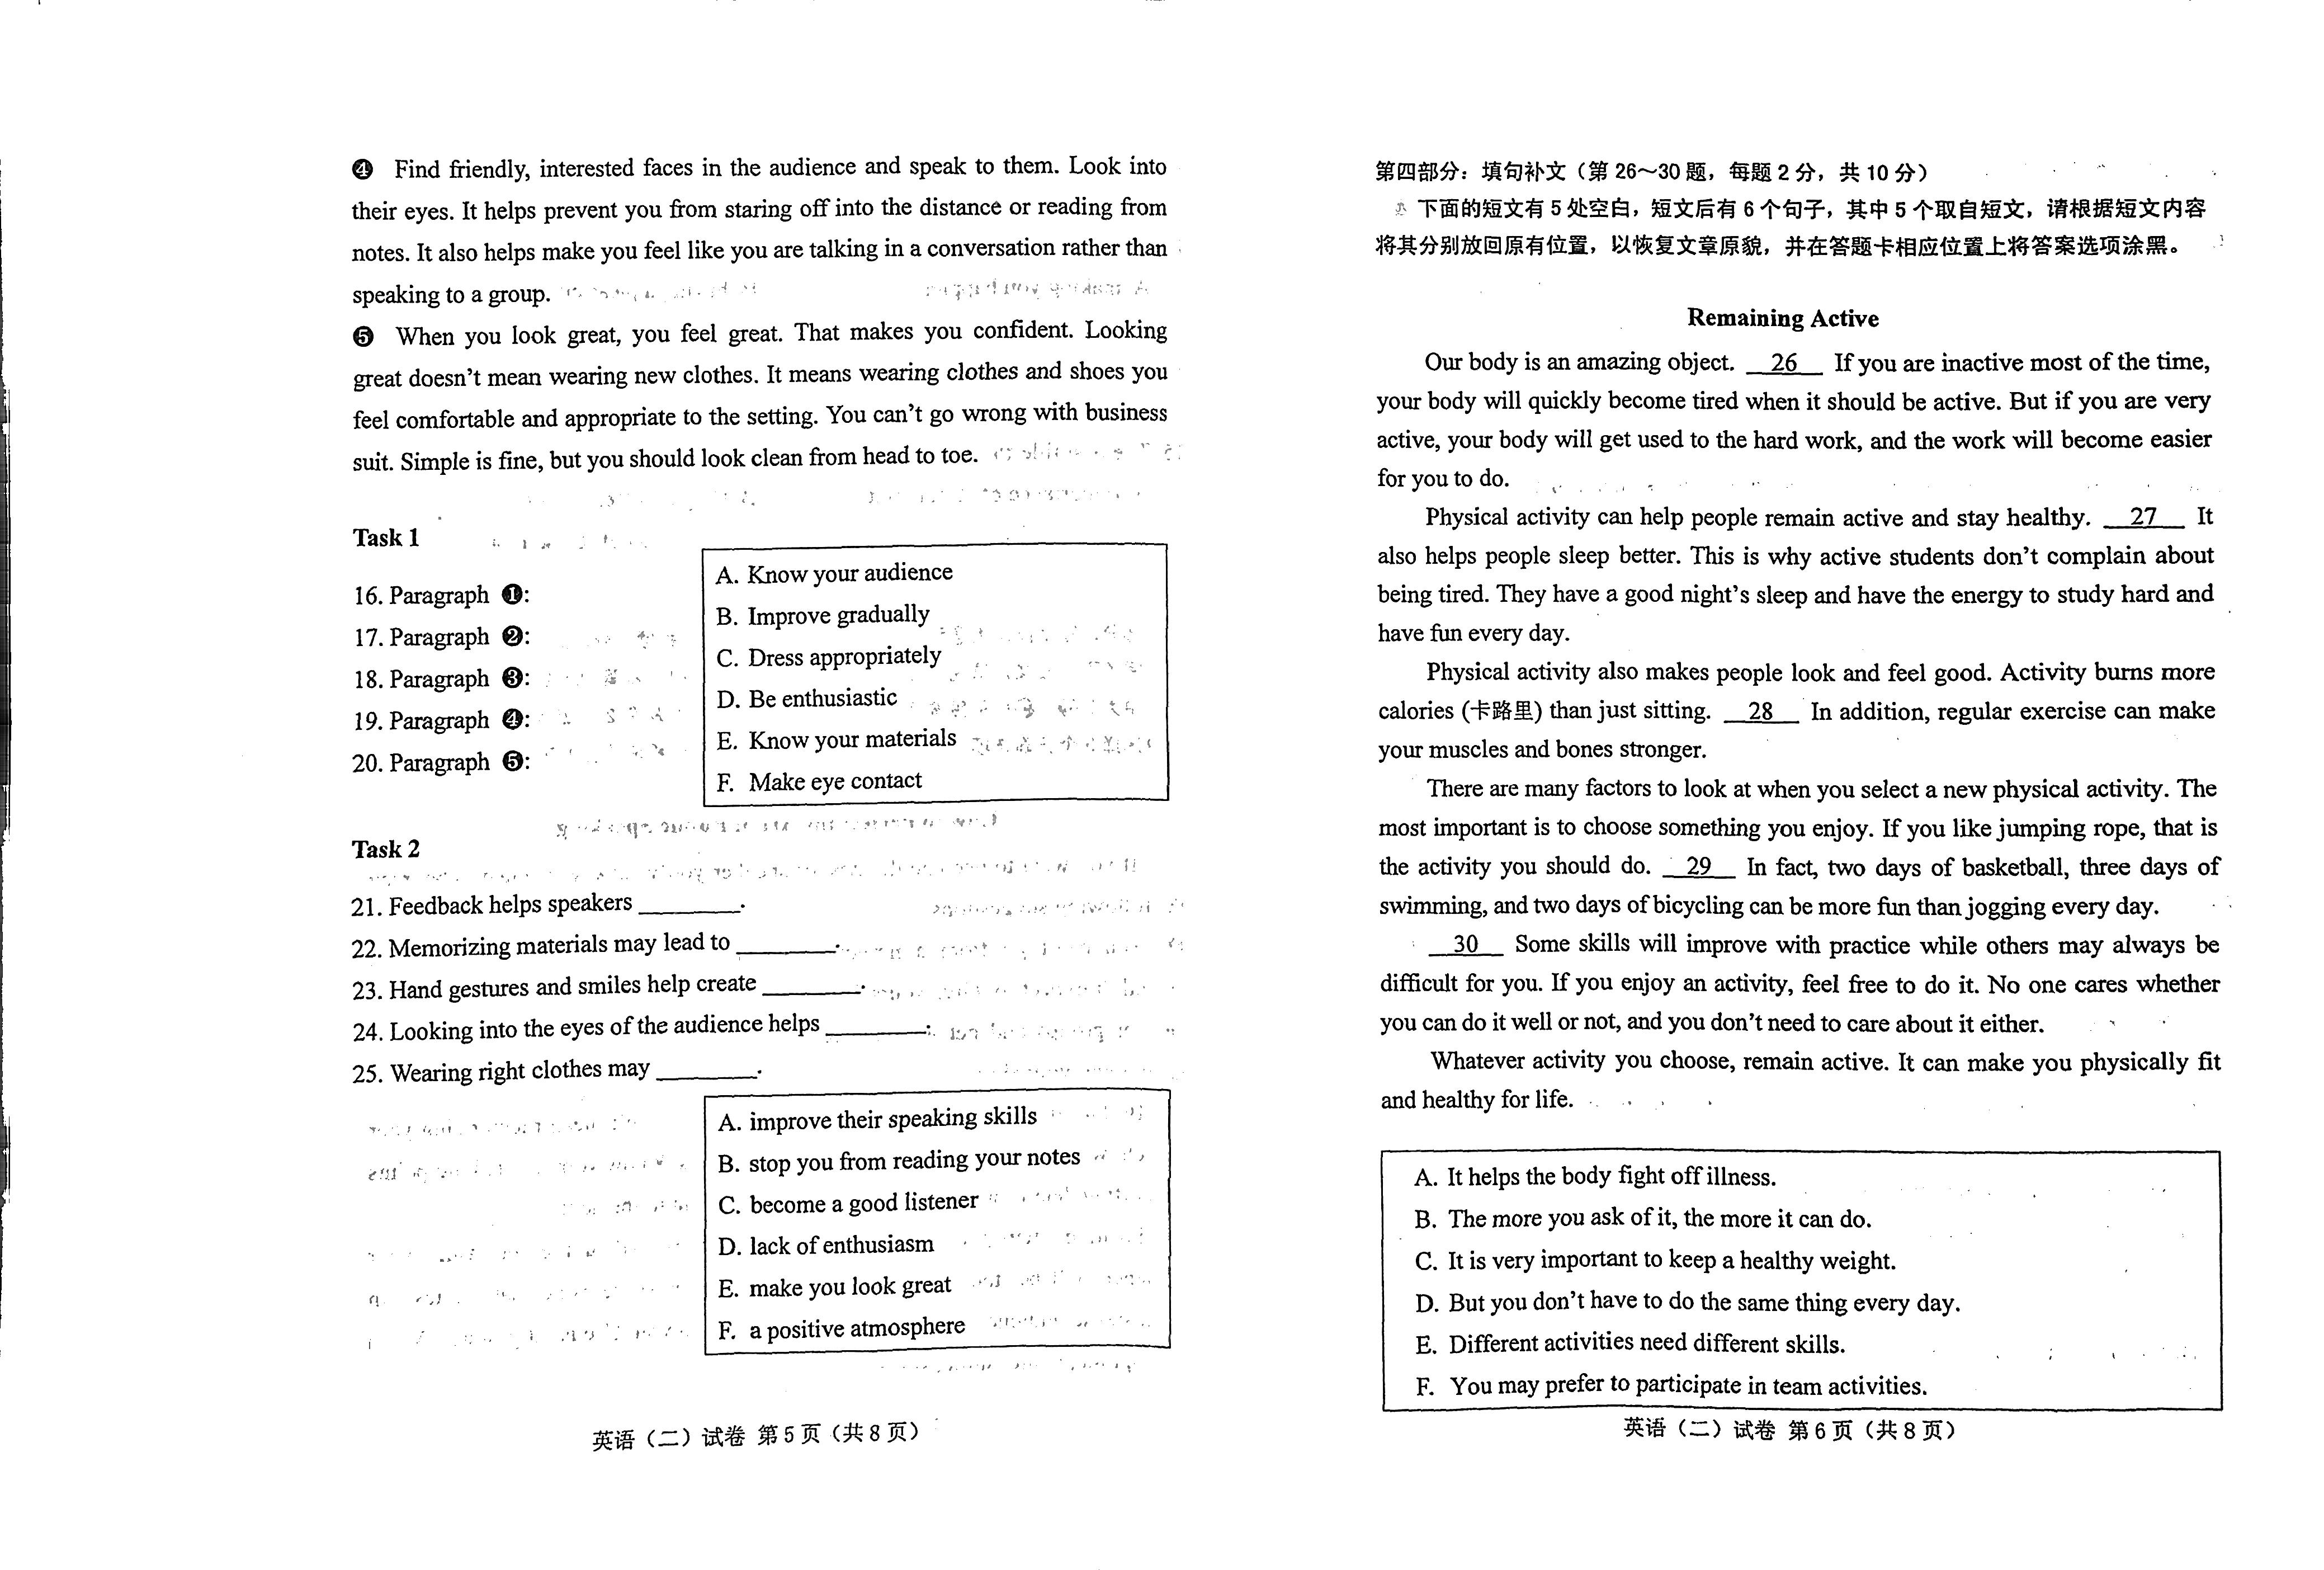 ❹ Find friendly, interested faces in the audience and speak to them. Look into
their eyes. It helps prevent you from staring off into the distance or reading from
notes. It also helps make you feel like you are talking in a conversation rather than
speaking to a group.
❺ When you look great, you feel great. That makes you confident. Looking
great doesn't mean wearing new clothes. It means wearing clothes and shoes you
feel comfortable and appropriate to the setting. You can't go wrong with business
suit. Simple is fine, but you should look clean from head to toe.
Task 1
16. Paragraph ❶:
17. Paragraph ❷:
18. Paragraph ❸:
19. Paragraph ❹:
20. Paragraph ❺:
A. Know your audience
B. Improve gradually
C. Dress appropriately
D. Be enthusiastic
E. Know your materials
F. Make eye contact
Task 2
21. Feedback helps speakers ________.
22. Memorizing materials may lead to ________.
23. Hand gestures and smiles help create ________.
24. Looking into the eyes of the audience helps ________.
25. Wearing right clothes may ________.
A. improve their speaking skills
B. stop you from reading your notes
C. become a good listener
D. lack of enthusiasm
E. make you look great
F. a positive atmosphere
英语（二）试卷 第 5 页（共 8 页）
第四部分：填句补文（第 26～30 题，每题 2 分，共 10 分）
下面的短文有 5 处空白，短文后有 6 个句子，其中 5 个取自短文，请根据短文内容
将其分别放回原有位置，以恢复文章原貌，并在答题卡相应位置上将答案选项涂黑。
Remaining Active
Our body is an amazing object. __26__ If you are inactive most of the time,
your body will quickly become tired when it should be active. But if you are very
active, your body will get used to the hard work, and the work will become easier
for you to do.
Physical activity can help people remain active and stay healthy. __27__ It
also helps people sleep better. This is why active students don't complain about
being tired. They have a good night's sleep and have the energy to study hard and
have fun every day.
Physical activity also makes people look and feel good. Activity burns more
calories (卡路里) than just sitting. __28__ In addition, regular exercise can make
your muscles and bones stronger.
There are many factors to look at when you select a new physical activity. The
most important is to choose something you enjoy. If you like jumping rope, that is
the activity you should do. __29__ In fact, two days of basketball, three days of
swimming, and two days of bicycling can be more fun than jogging every day.
__30__ Some skills will improve with practice while others may always be
difficult for you. If you enjoy an activity, feel free to do it. No one cares whether
you can do it well or not, and you don't need to care about it either.
Whatever activity you choose, remain active. It can make you physically fit
and healthy for life.
A. It helps the body fight off illness.
B. The more you ask of it, the more it can do.
C. It is very important to keep a healthy weight.
D. But you don't have to do the same thing every day.
E. Different activities need different skills.
F. You may prefer to participate in team activities.
英语（二）试卷 第 6 页（共 8 页）